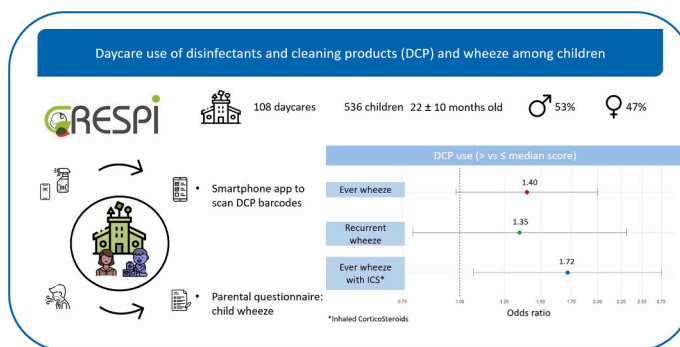 Daycare use of disinfectants and cleaning products (DCP) and wheeze among children
CRESPI
108 daycares
536 children 22 ± 10 months old
53%
47%
Smartphone app to
scan DCP barcodes
Parental questionnaire:
child wheeze
DCP use (> vs ≤ median score)
Ever wheeze
1.40
Recurrent
wheeze
1.35
Ever wheeze
with ICS*
1.72
0.75 1.00 1.25 1.50 1.75 2.00 2.25 2.50 2.75
*Inhaled CorticoSteroids
Odds ratio